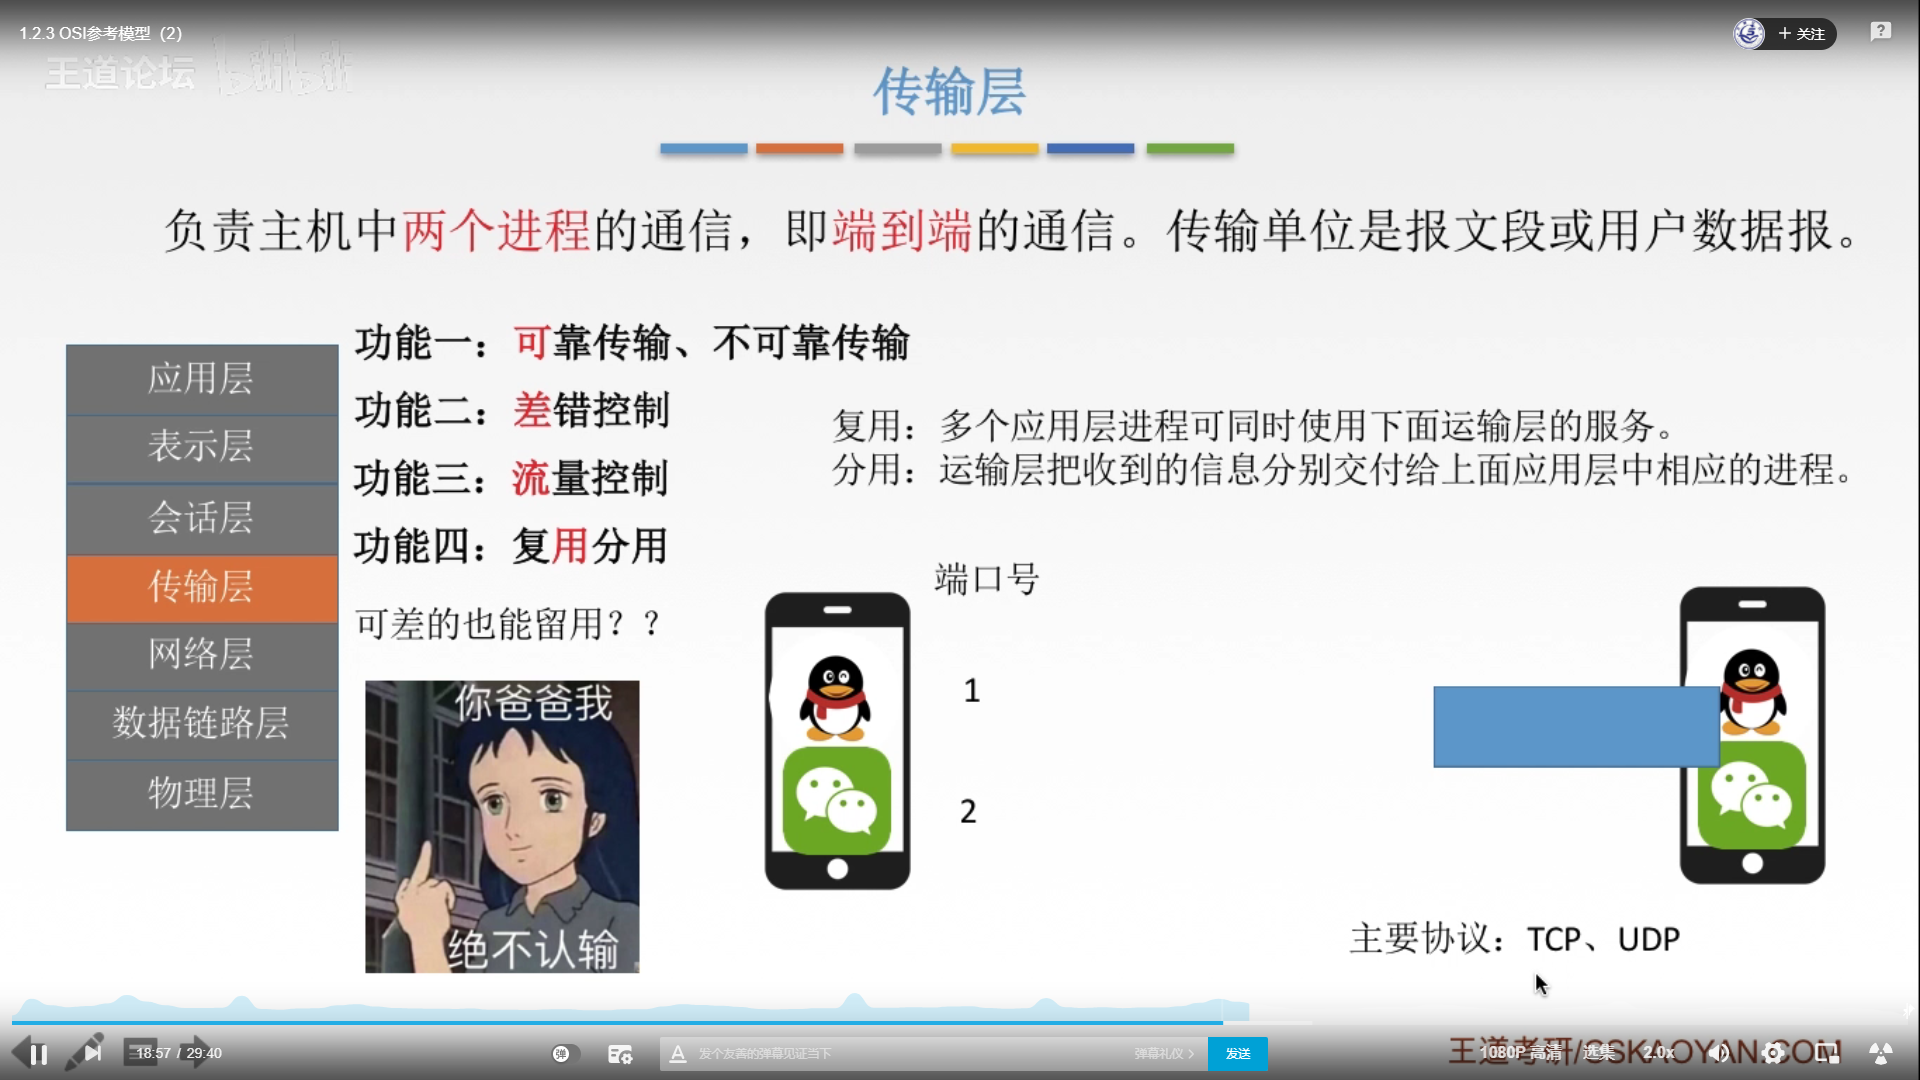 1.2.3 OSI参考模型（2）
+ 关注
王道论坛 bilibili
传输层
负责主机中两个进程的通信，即端到端的通信。传输单位是报文段或用户数据报。
应用层
表示层
会话层
传输层
网络层
数据链路层
物理层
功能一：可靠传输、不可靠传输
功能二：差错控制
功能三：流量控制
功能四：复用分用
可差的也能留用？？
复用：多个应用层进程可同时使用下面运输层的服务。
分用：运输层把收到的信息分别交付给上面应用层中相应的进程。
你爸爸我
绝不认输
端口号
1
2
主要协议：TCP、UDP
18:57 / 29:40
弹
发个友善的弹幕见证当下
弹幕礼仪 >
发送
王道考研/CSKAOYAN.COM
1080P 高清
选集
2.0x